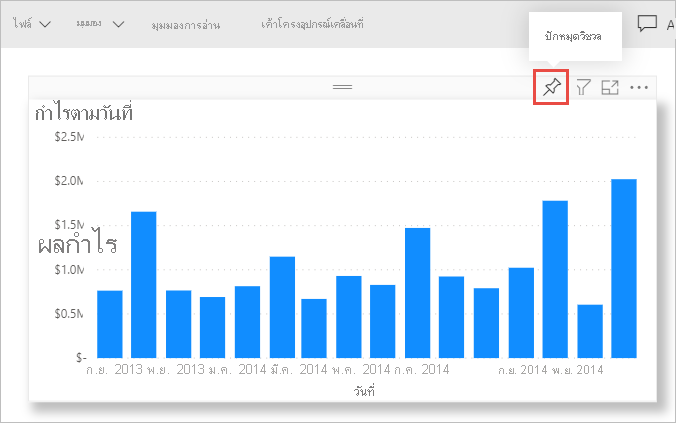 ไฟล์ มุมมอง มุมมองการอ่าน เค้าโครงอุปกรณ์เคลื่อนที่
ปักหมุดวิชวล
กำไรตามวันที่
$2.5M
$2.0M
$1.5M
ผลกำไร
$1.0M
$0.5M
$-
ก.ย. 2013 พ.ย. 2013 ม.ค. 2014 มี.ค. 2014 พ.ค. 2014 ก.ค. 2014 ก.ย. 2014 พ.ย. 2014
วันที่